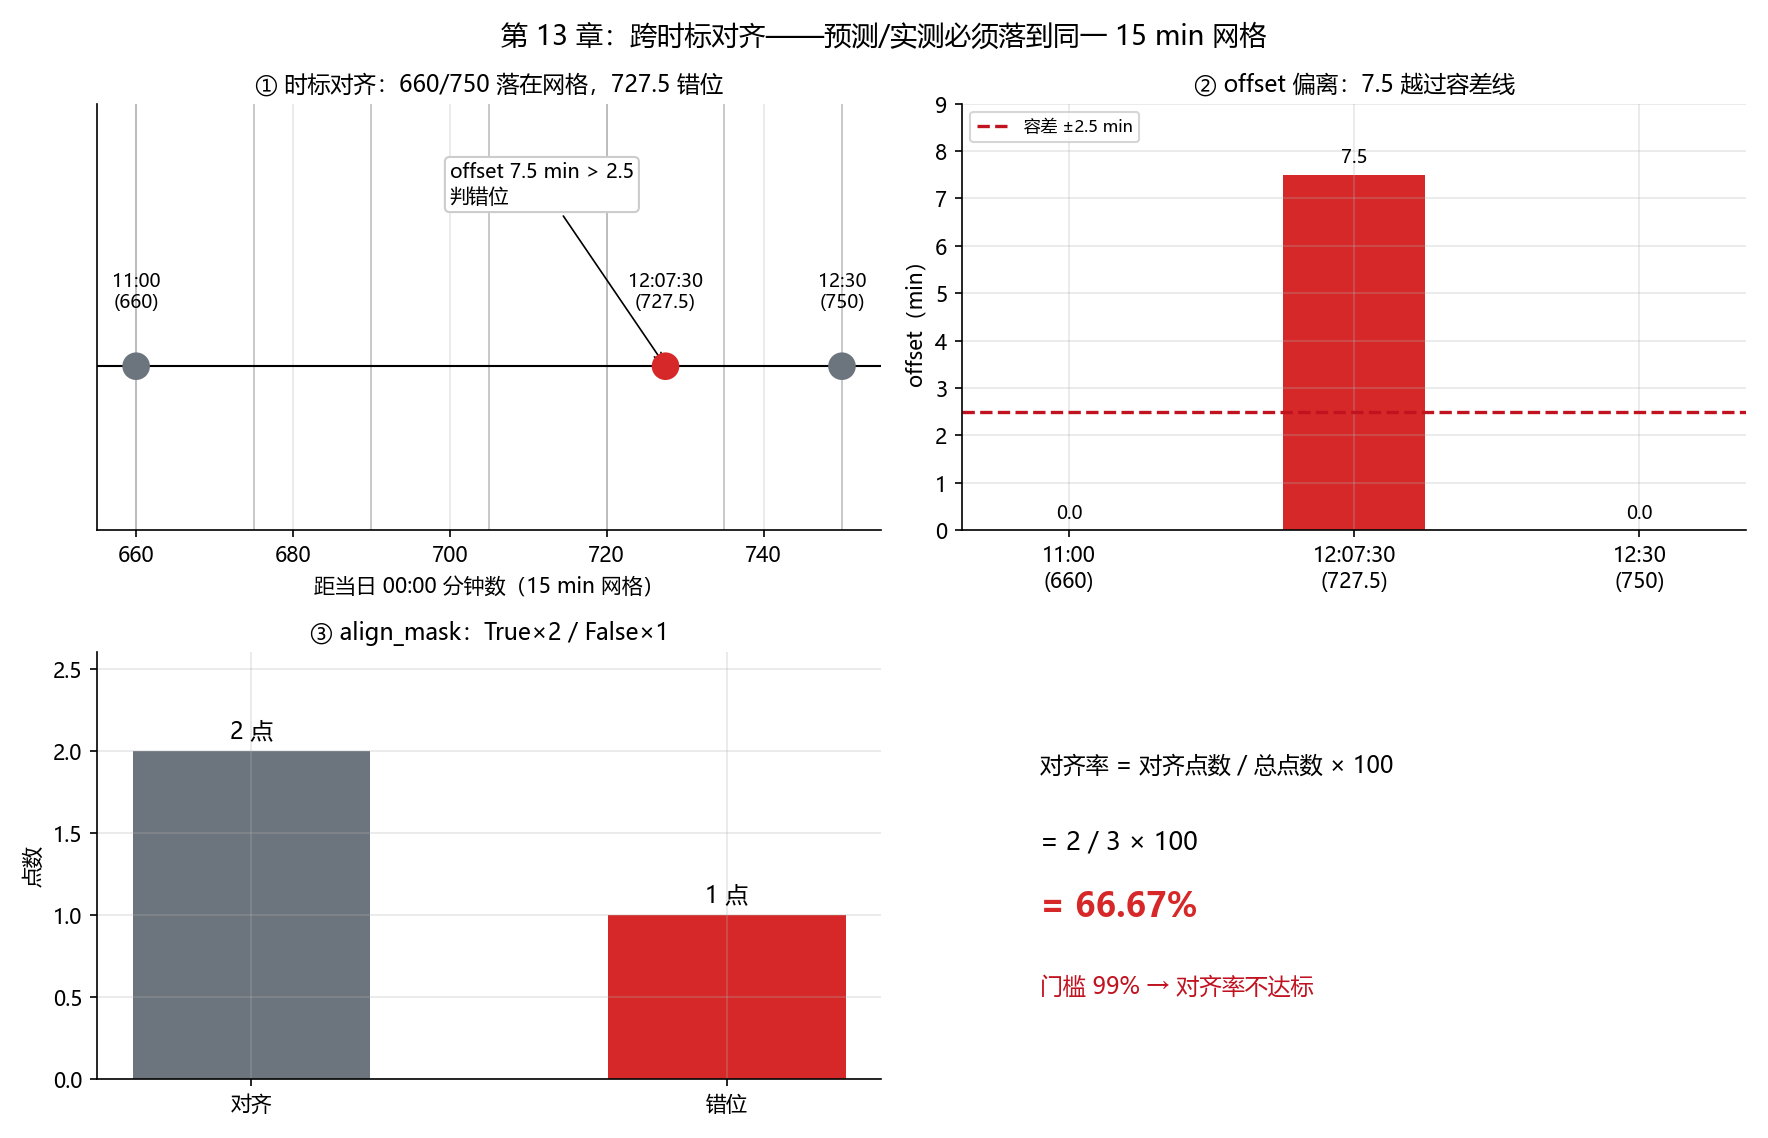 第 13 章：跨时标对齐——预测/实测必须落到同一 15 min 网格
① 时标对齐：660/750 落在网格，727.5 错位
offset 7.5 min > 2.5
判错位
11:00
(660)
12:07:30
(727.5)
12:30
(750)
660
680
700
720
740
距当日 00:00 分钟数（15 min 网格）
② offset 偏离：7.5 越过容差线
容差 ±2.5 min
offset（min）
9
8
7
6
5
4
3
2
1
0
0.0
7.5
0.0
11:00
(660)
12:07:30
(727.5)
12:30
(750)
③ align_mask：True×2 / False×1
点数
2.5
2.0
1.5
1.0
0.5
0.0
2 点
1 点
对齐
错位
对齐率 = 对齐点数 / 总点数 × 100
= 2 / 3 × 100
= 66.67%
门槛 99% → 对齐率不达标